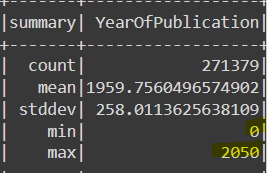 +-------+-----------------+
|summary| YearOfPublication|
+-------+-----------------+
| count| 271379|
| mean|1959.7560496574902|
| stddev| 258.0113625638109|
| min| 0|
| max| 2050|